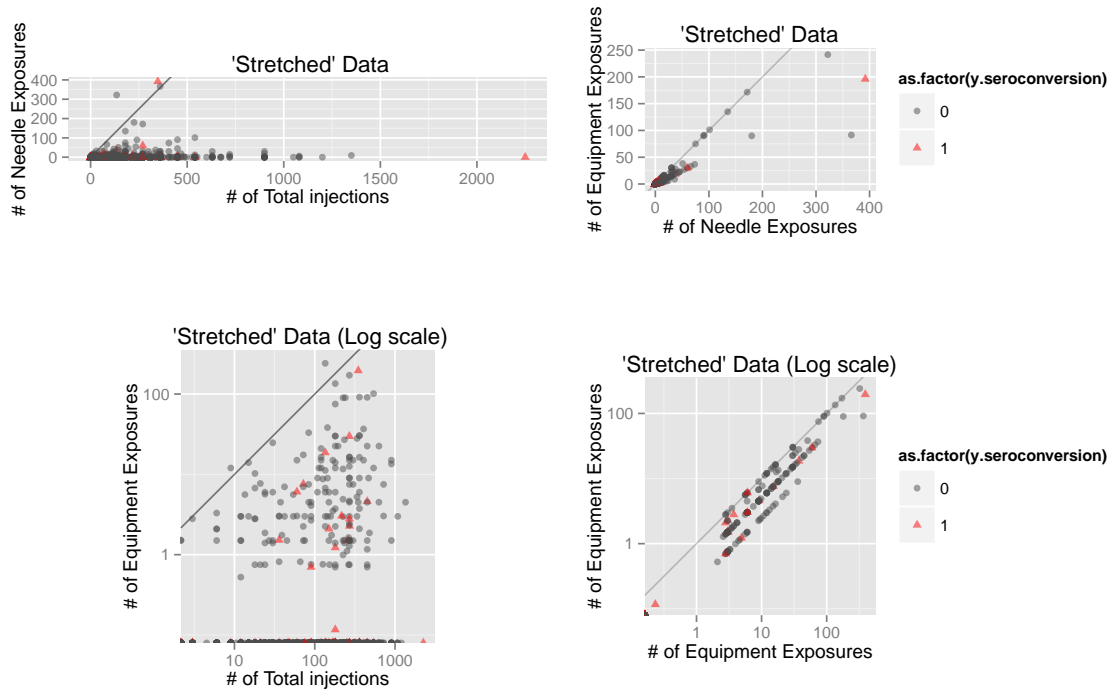 'Stretched' Data
# of Needle Exposures
400
300
200
100
0
0
500
1000
1500
2000
# of Total injections
'Stretched' Data
# of Equipment Exposures
250
200
150
100
50
0
0
100
200
300
400
# of Needle Exposures
as.factor(y.seroconversion)
0
1
'Stretched' Data (Log scale)
# of Equipment Exposures
100
1
10
100
1000
# of Total injections
'Stretched' Data (Log scale)
# of Equipment Exposures
100
1
1
10
100
# of Equipment Exposures
as.factor(y.seroconversion)
0
1